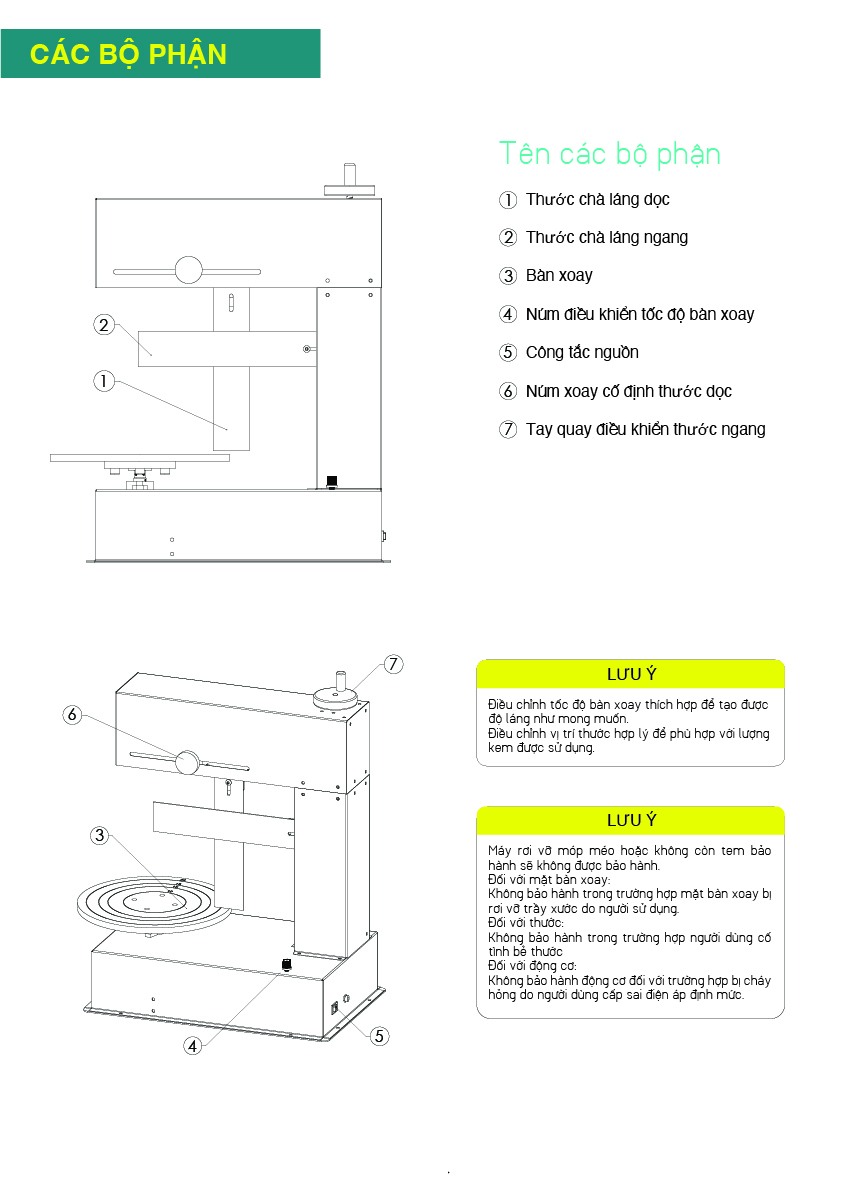 CÁC BỘ PHẬN
Tên các bộ phận
1 Thước chà láng dọc
2 Thước chà láng ngang
3 Bàn xoay
4 Núm điều khiển tốc độ bàn xoay
5 Công tắc nguồn
6 Núm xoay cố định thước dọc
7 Tay quay điều khiển thước ngang
2
1
7
6
3
4
5
LƯU Ý
Điều chỉnh tốc độ bàn xoay thích hợp để tạo được
độ láng như mong muốn.
Điều chỉnh vị trí thước hợp lý để phù hợp với lượng
kem được sử dụng.
LƯU Ý
Máy rơi vỡ móp méo hoặc không còn tem bảo
hành sẽ không được bảo hành.
Đối với mặt bàn xoay:
Không bảo hành trong trường hợp mặt bàn xoay bị
rơi vỡ trầy xước do người sử dụng.
Đối với thước:
Không bảo hành trong trường hợp người dùng cố
tình bẻ thước
Đối với động cơ:
Không bảo hành động cơ đối với trường hợp bị cháy
hỏng do người dùng cấp sai điện áp định mức.